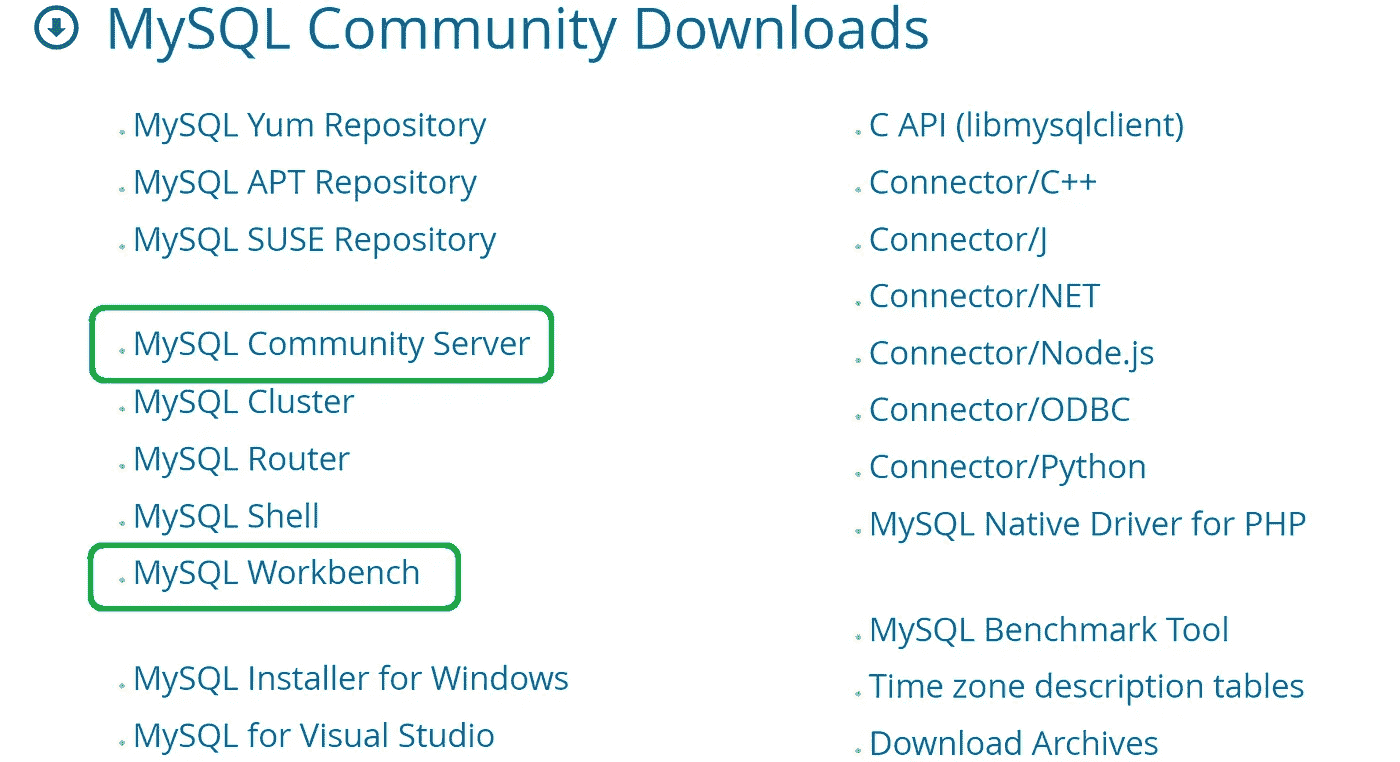 MySQL Community Downloads
MySQL Yum Repository
MySQL APT Repository
MySQL SUSE Repository
MySQL Community Server
MySQL Cluster
MySQL Router
MySQL Shell
MySQL Workbench
MySQL Installer for Windows
MySQL for Visual Studio
C API (libmysqlclient)
Connector/C++
Connector/J
Connector/NET
Connector/Node.js
Connector/ODBC
Connector/Python
MySQL Native Driver for PHP
MySQL Benchmark Tool
Time zone description tables
Download Archives